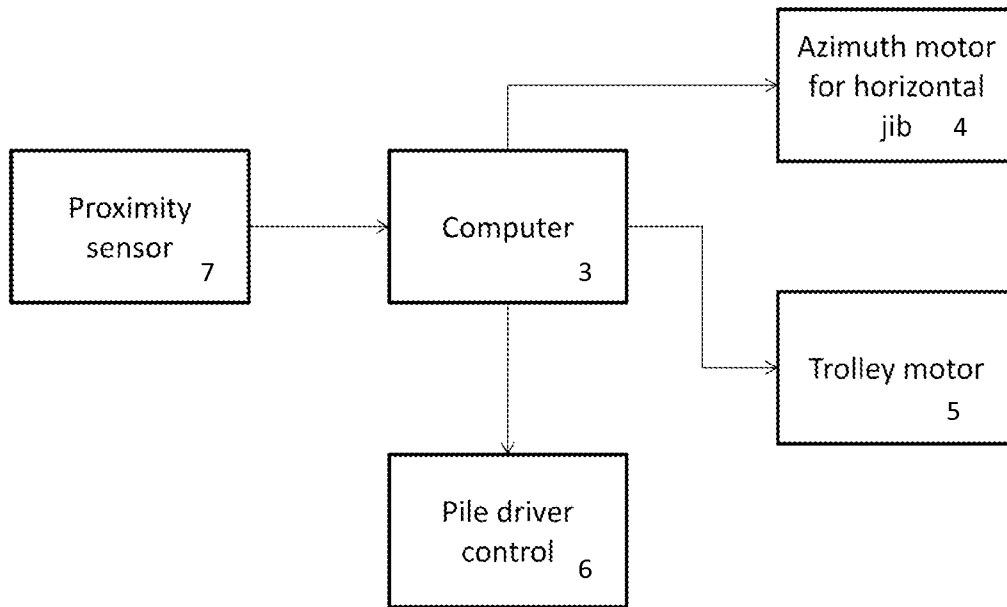 Azimuth motor
for horizontal
jib 4
Proximity
sensor
7
Computer
3
Trolley motor
5
Pile driver
control
6